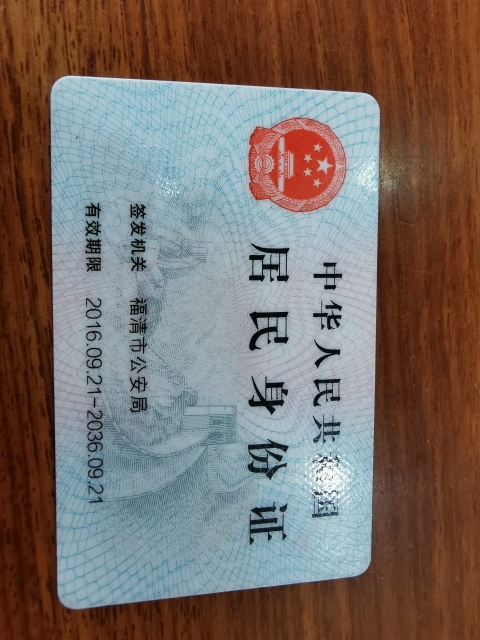 中华人民共和国
居民身份证
签发机关 福清市公安局
有效期限 2016.09.21-2036.09.21